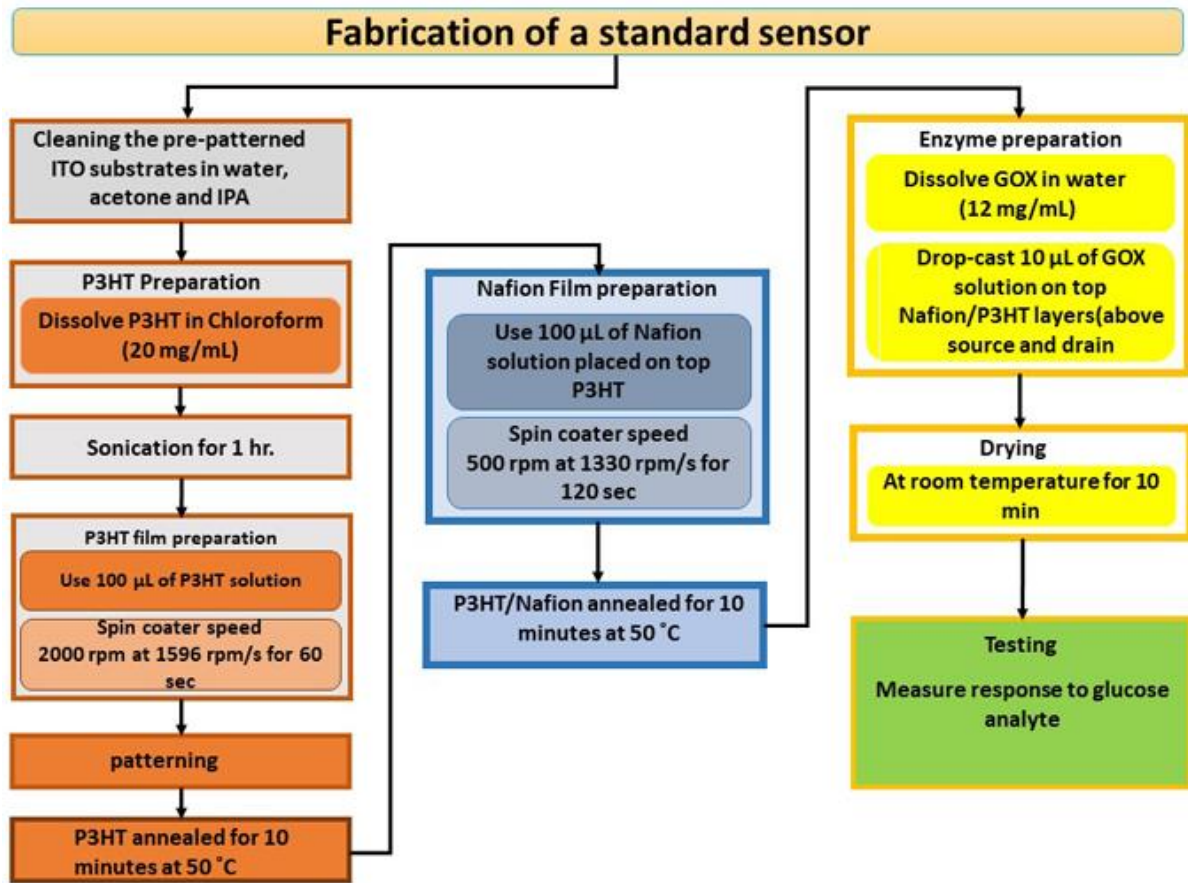 Fabrication of a standard sensor
Cleaning the pre-patterned
ITO substrates in water,
acetone and IPA
P3HT Preparation
Dissolve P3HT in Chloroform
(20 mg/mL)
Sonication for 1 hr.
P3HT film preparation
Use 100 µL of P3HT solution
Spin coater speed
2000 rpm at 1596 rpm/s for 60
sec
patterning
P3HT annealed for 10
minutes at 50 ˚C
Nafion Film preparation
Use 100 µL of Nafion
solution placed on top
P3HT
Spin coater speed
500 rpm at 1330 rpm/s for
120 sec
P3HT/Nafion annealed for 10
minutes at 50 ˚C
Enzyme preparation
Dissolve GOX in water
(12 mg/mL)
Drop-cast 10 µL of GOX
solution on top
Nafion/P3HT layers(above
source and drain
Drying
At room temperature for 10
min
Testing
Measure response to glucose
analyte